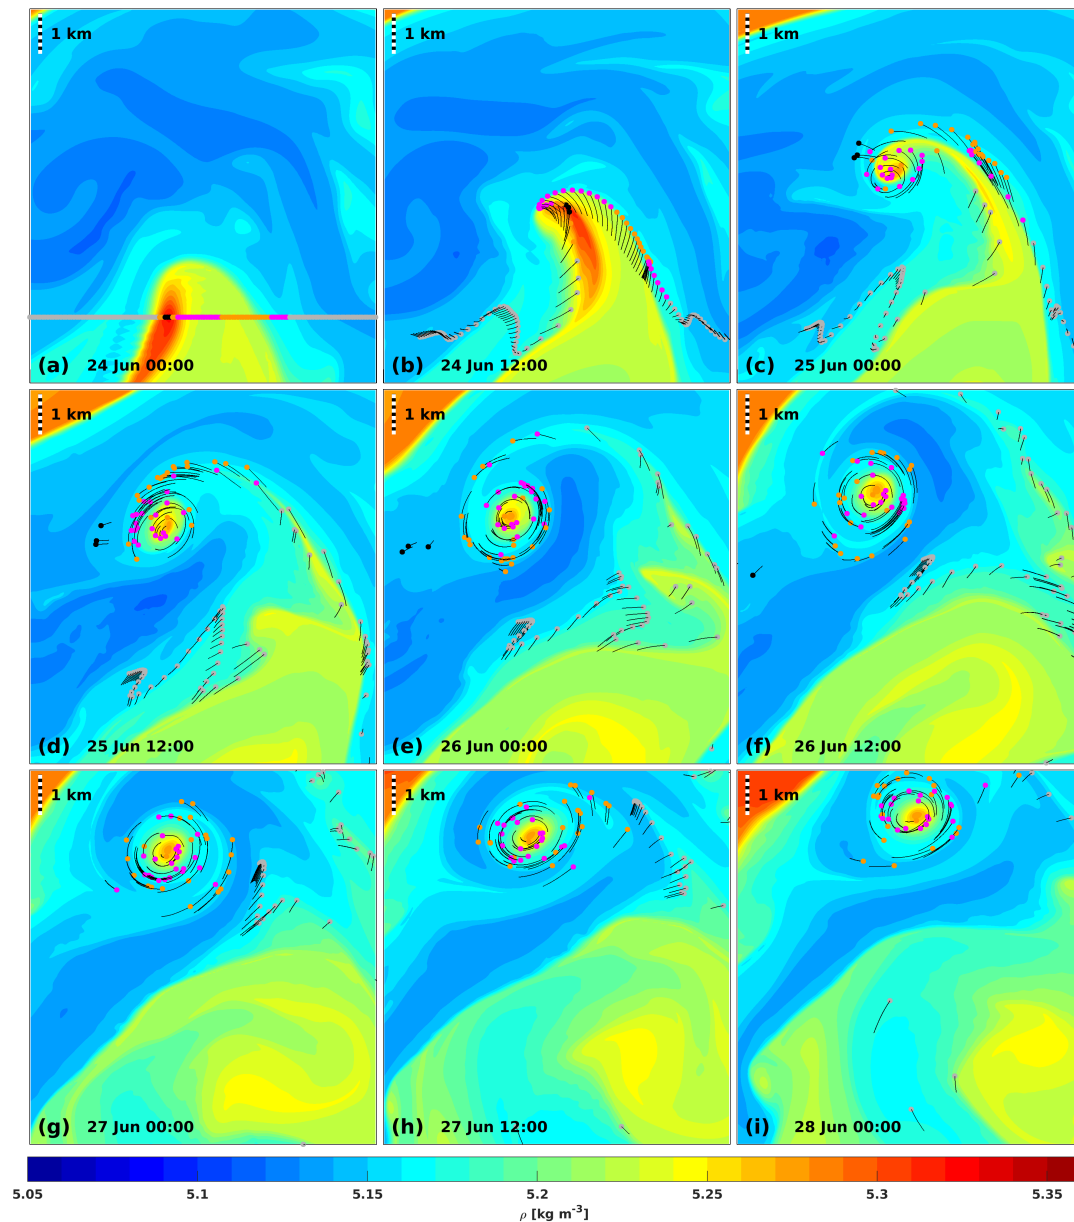 1 km
1 km
1 km
(a) 24 Jun 00:00
(b) 24 Jun 12:00
(c) 25 Jun 00:00
1 km
1 km
1 km
(d) 25 Jun 12:00
(e) 26 Jun 00:00
(f) 26 Jun 12:00
1 km
1 km
1 km
(g) 27 Jun 00:00
(h) 27 Jun 12:00
(i) 28 Jun 00:00
5.05 5.1 5.15 5.2 5.25 5.3 5.35
ρ [kg m⁻³]